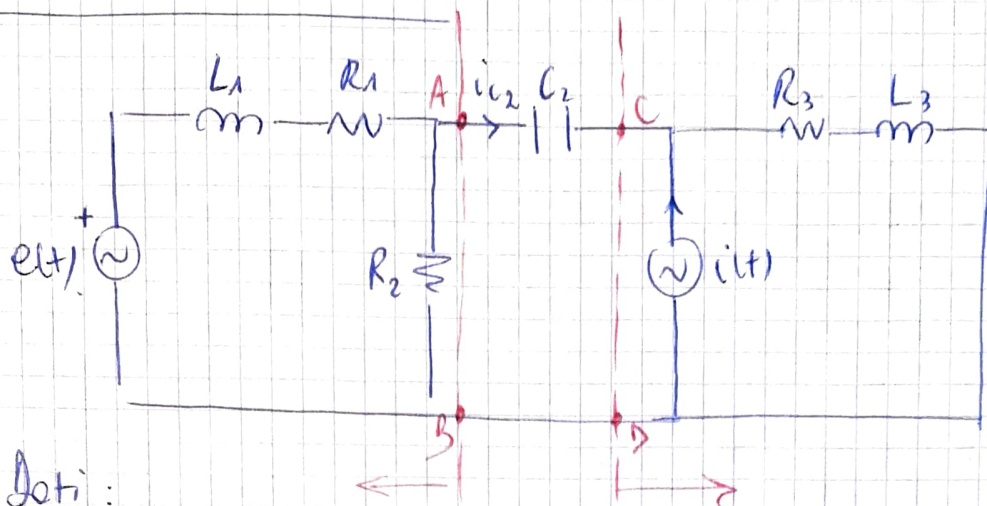 L1 R1 A iC2 C2 C R3 L3
+
e(t) R2 i(t)
B D
Dati: